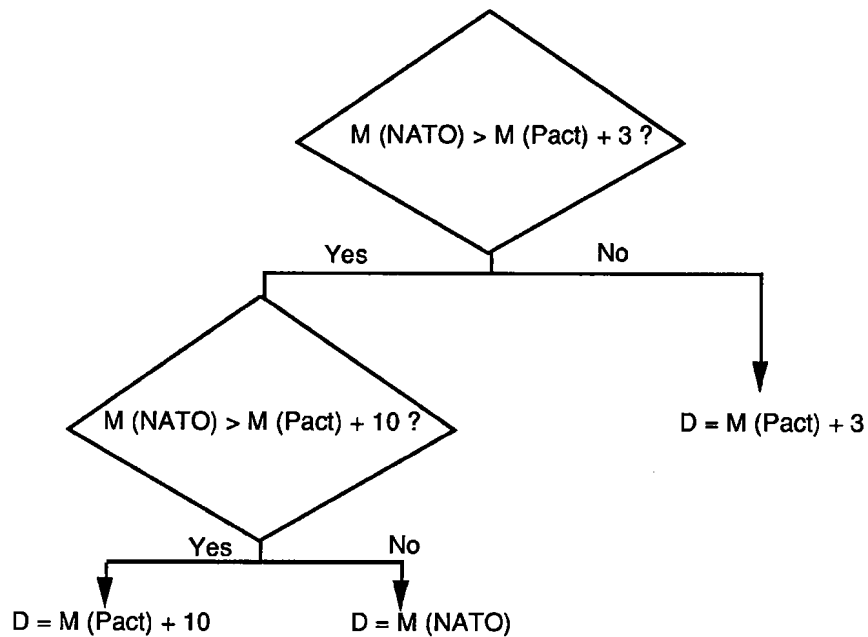 M (NATO) > M (Pact) + 3 ?
Yes
No
M (NATO) > M (Pact) + 10 ?
D = M (Pact) + 3
Yes
No
D = M (Pact) + 10
D = M (NATO)